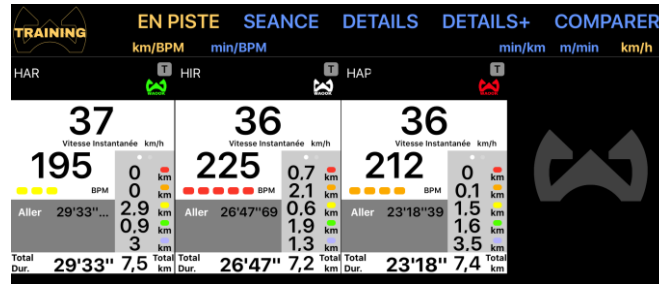 TRAINING
EN PISTE SEANCE DETAILS DETAILS+ COMPARER
km/BPM min/BPM min/km m/min km/h
HAR T HIR T HAP T
37 36 36
Vitesse Instantanée km/h Vitesse Instantanée km/h Vitesse Instantanée km/h
195 0 km 225 0.7 km 212 0 km
BPM 0 km BPM 2.1 km BPM 0.1 km
Aller 29'33''... 2.9 km Aller 26'47''69 0.6 km Aller 23'18''39 1.5 km
0.9 km 1.9 km 1.6 km
3 km 1.3 km 3.5 km
Total Dur. 29'33'' 7,5 Total km Total Dur. 26'47'' 7,2 Total km Total Dur. 23'18'' 7,4 Total km